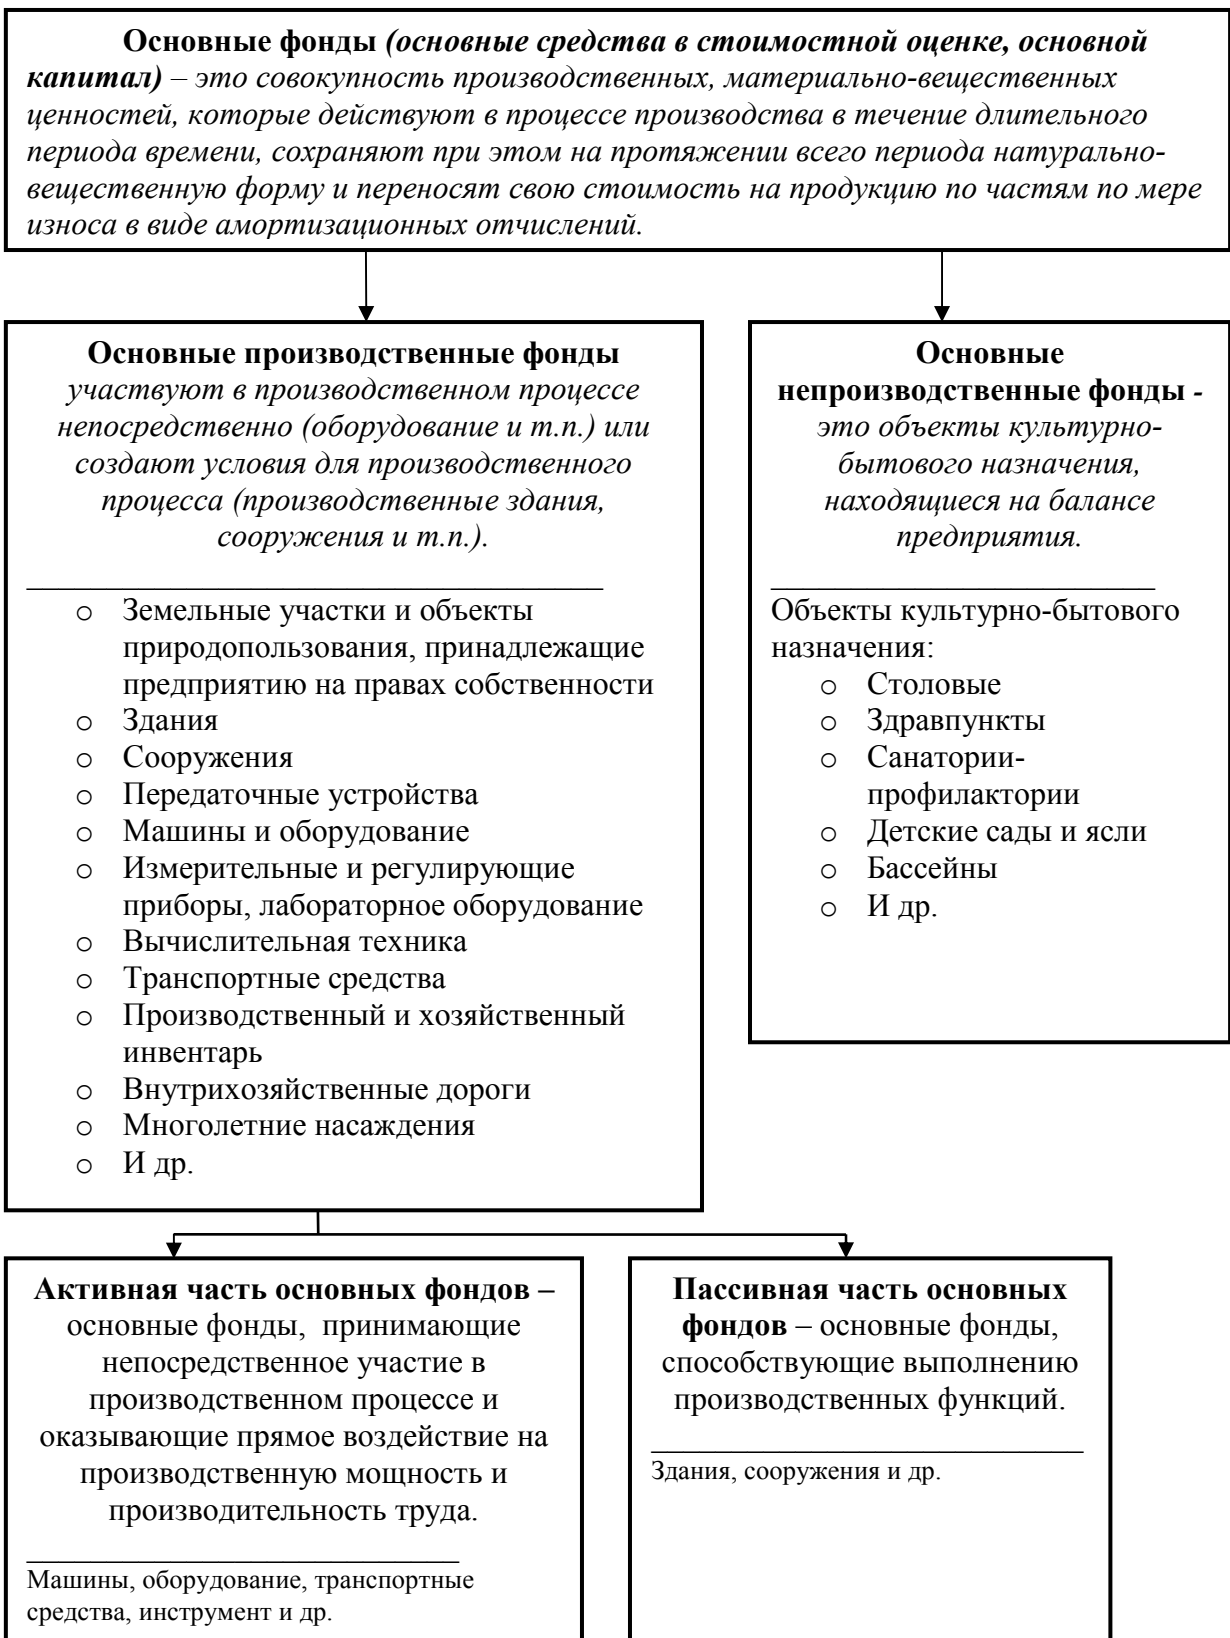 Основные фонды (основные средства в стоимостной оценке, основной
капитал) – это совокупность производственных, материально-вещественных
ценностей, которые действуют в процессе производства в течение длительного
периода времени, сохраняют при этом на протяжении всего периода натурально-
вещественную форму и переносят свою стоимость на продукцию по частям по мере
износа в виде амортизационных отчислений.
Основные производственные фонды
участвуют в производственном процессе
непосредственно (оборудование и т.п.) или
создают условия для производственного
процесса (производственные здания,
сооружения и т.п.).
o Земельные участки и объекты
природопользования, принадлежащие
предприятию на правах собственности
o Здания
o Сооружения
o Передаточные устройства
o Машины и оборудование
o Измерительные и регулирующие
приборы, лабораторное оборудование
o Вычислительная техника
o Транспортные средства
o Производственный и хозяйственный
инвентарь
o Внутрихозяйственные дороги
o Многолетние насаждения
o И др.
Основные
непроизводственные фонды -
это объекты культурно-
бытового назначения,
находящиеся на балансе
предприятия.
Объекты культурно-бытового
назначения:
o Столовые
o Здравпункты
o Санатории-
профилактории
o Детские сады и ясли
o Бассейны
o И др.
Активная часть основных фондов –
основные фонды, принимающие
непосредственное участие в
производственном процессе и
оказывающие прямое воздействие на
производственную мощность и
производительность труда.
Машины, оборудование, транспортные
средства, инструмент и др.
Пассивная часть основных
фондов – основные фонды,
способствующие выполнению
производственных функций.
Здания, сооружения и др.